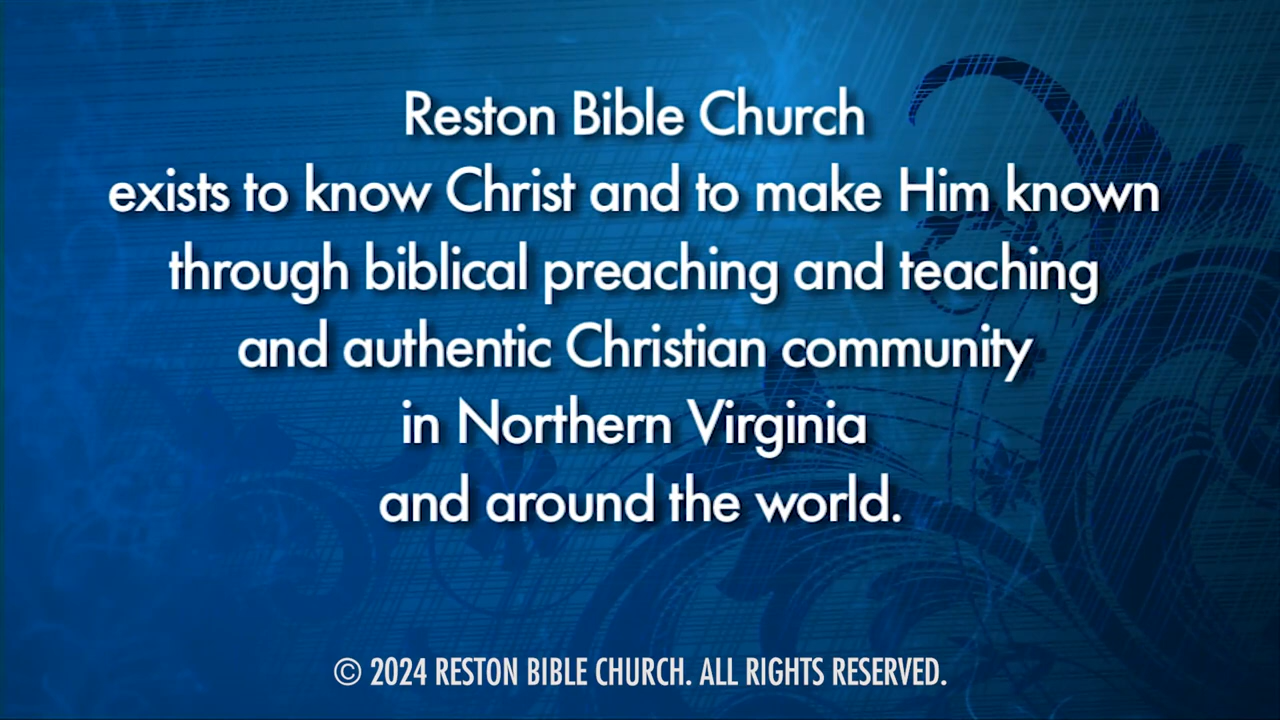 Reston Bible Church
exists to know Christ and to make Him known
through biblical preaching and teaching
and authentic Christian community
in Northern Virginia
and around the world.
© 2024 RESTON BIBLE CHURCH. ALL RIGHTS RESERVED.